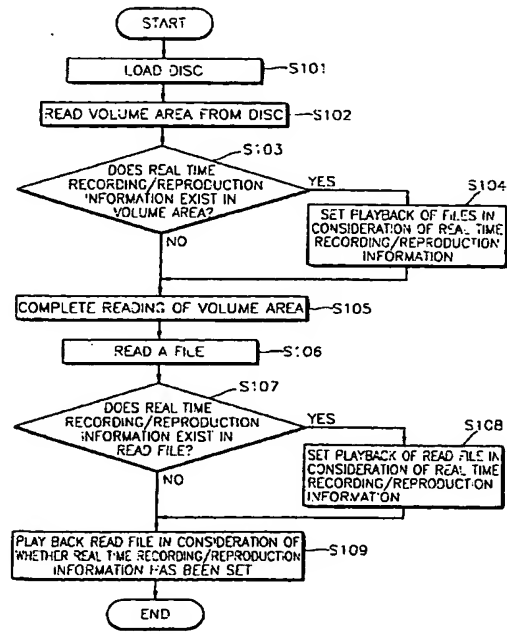 START
LOAD DISC
S101
READ VOLUME AREA FROM DISC
S102
S103
DOES REAL TIME
RECORDING/REPRODUCTION
INFORMATION EXIST IN
VOLUME AREA?
YES
NO
S104
SET PLAYBACK OF FILES IN
CONSIDERATION OF REAL TIME
RECORDING/REPRODUCTION
INFORMATION
COMPLETE READING OF VOLUME AREA
S105
READ A FILE
S106
S107
DOES REAL TIME
RECORDING/REPRODUCTION
INFORMATION EXIST IN
READ FILE?
YES
NO
S108
SET PLAYBACK OF READ FILE IN
CONSIDERATION OF REAL TIME
RECORDING/REPRODUCTION
INFORMATION
PLAY BACK READ FILE IN CONSIDERATION OF
WHETHER REAL TIME RECORDING/REPRODUCTION
INFORMATION HAS BEEN SET
S109
END